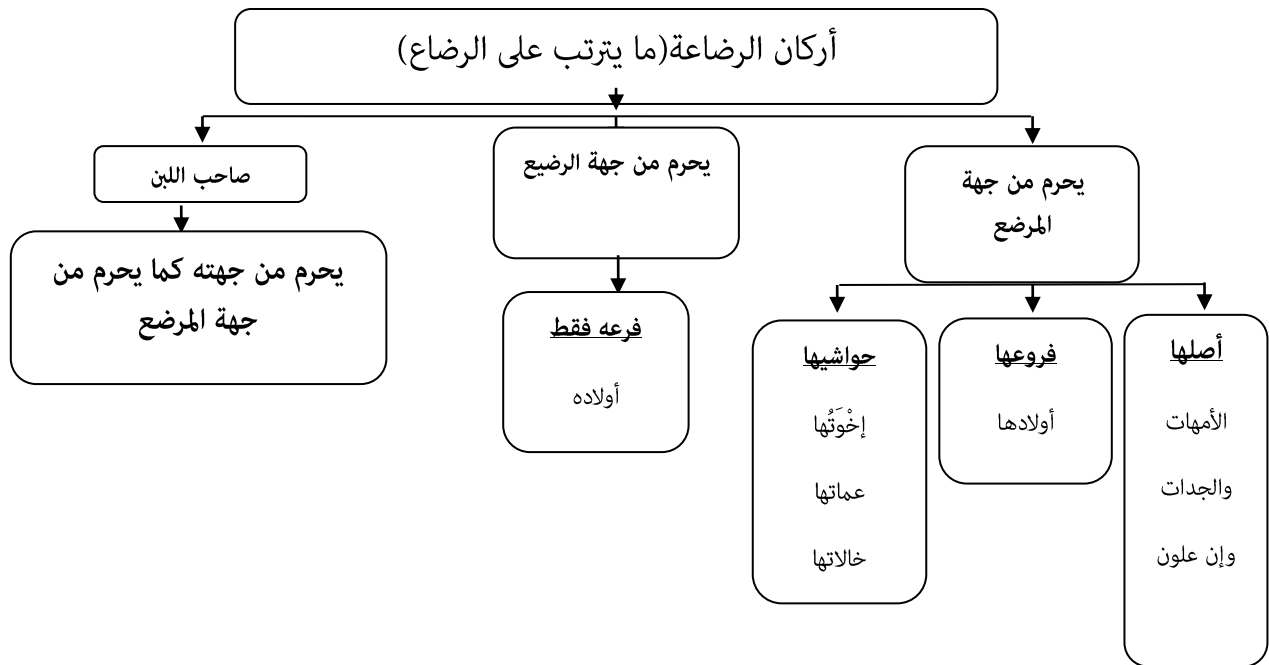 أركان الرضاعة(ما يترتب على الرضاع)
يحرم من جهة
المرضع
أصلها
الأمهات
والجدات
وإن علون
فروعها
أولادها
حواشيها
إخْوَتُها
عماتها
خالاتها
يحرم من جهة الرضيع
فرعه فقط
أولاده
صاحب اللبن
يحرم من جهته كما يحرم من
جهة المرضع